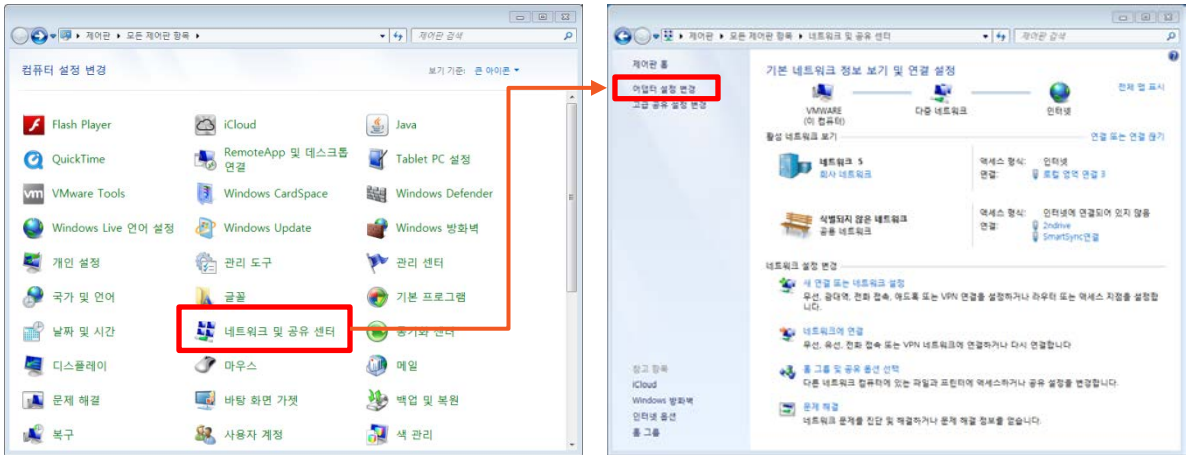 제어판 ▸ 모든 제어판 항목 ▸
제어판 검색
컴퓨터 설정 변경
보기 기준: 큰 아이콘
Flash Player
iCloud
Java
QuickTime
RemoteApp 및 데스크톱
연결
Tablet PC 설정
VMware Tools
Windows CardSpace
Windows Defender
Windows Live 언어 설정
Windows Update
Windows 방화벽
개인 설정
관리 도구
관리 센터
국가 및 언어
글꼴
기본 프로그램
날짜 및 시간
네트워크 및 공유 센터
동기화 센터
디스플레이
마우스
메일
문제 해결
바탕 화면 가젯
백업 및 복원
복구
사용자 계정
색 관리
제어판 ▸ 모든 제어판 항목 ▸ 네트워크 및 공유 센터
제어판 검색
제어판 홈
어댑터 설정 변경
고급 공유 설정 변경
기본 네트워크 정보 보기 및 연결 설정
전체 맵 표시
VMWARE
(이 컴퓨터)
다중 네트워크
인터넷
활성 네트워크 보기
연결 또는 연결 끊기
네트워크 5
회사 네트워크
액세스 형식: 인터넷
연결: 로컬 영역 연결 3
식별되지 않은 네트워크
공용 네트워크
액세스 형식: 인터넷에 연결되어 있지 않음
연결: 2ndrive
SmartSync연결
네트워크 설정 변경
새 연결 또는 네트워크 설정
무선, 광대역, 전화 접속, 애드혹 또는 VPN 연결을 설정하거나 라우터 또는 액세스 지점을 설정합
니다.
네트워크에 연결
무선, 유선, 전화 접속 또는 VPN 네트워크에 연결하거나 다시 연결합니다
홈 그룹 및 공유 옵션 선택
다른 네트워크 컴퓨터에 있는 파일과 프린터에 액세스하거나 공유 설정을 변경합니다.
문제 해결
네트워크 문제를 진단 및 해결하거나 문제 해결 정보를 얻습니다.
참고 항목
iCloud
Windows 방화벽
인터넷 옵션
홈 그룹